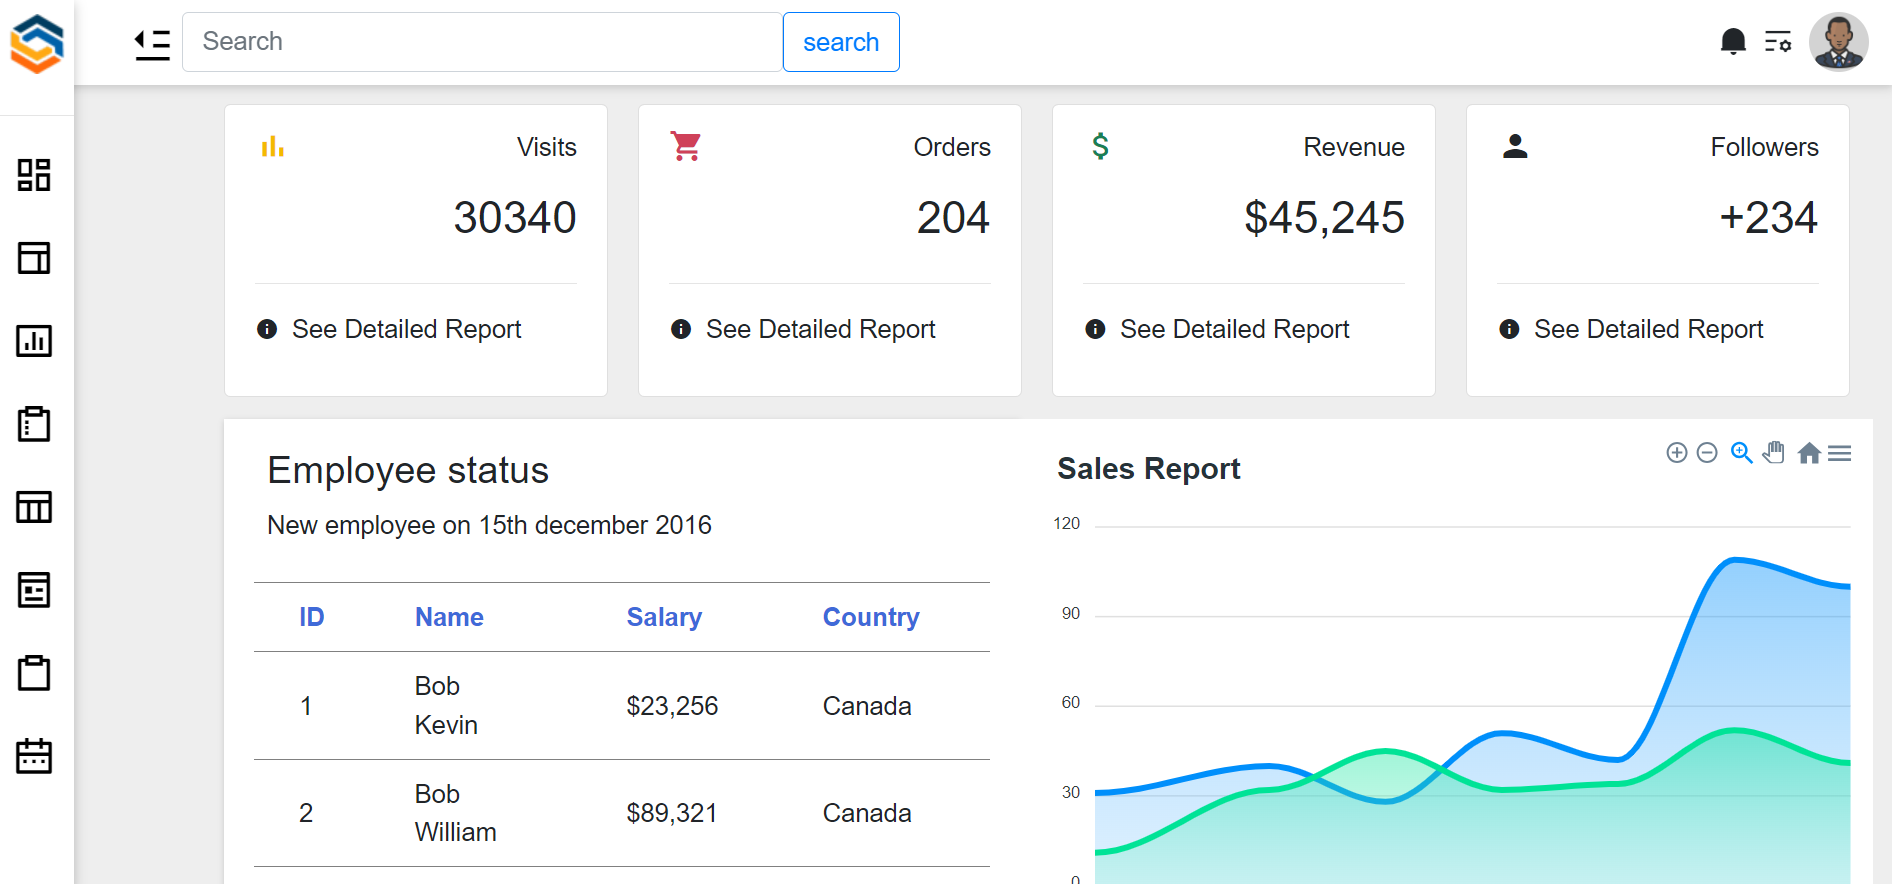 Search
search
Visits
30340
See Detailed Report
Orders
204
See Detailed Report
Revenue
$45,245
See Detailed Report
Followers
+234
See Detailed Report
Employee status
New employee on 15th december 2016
ID Name Salary Country
1 Bob Kevin $23,256 Canada
2 Bob William $89,321 Canada
Sales Report
120
90
60
30
0